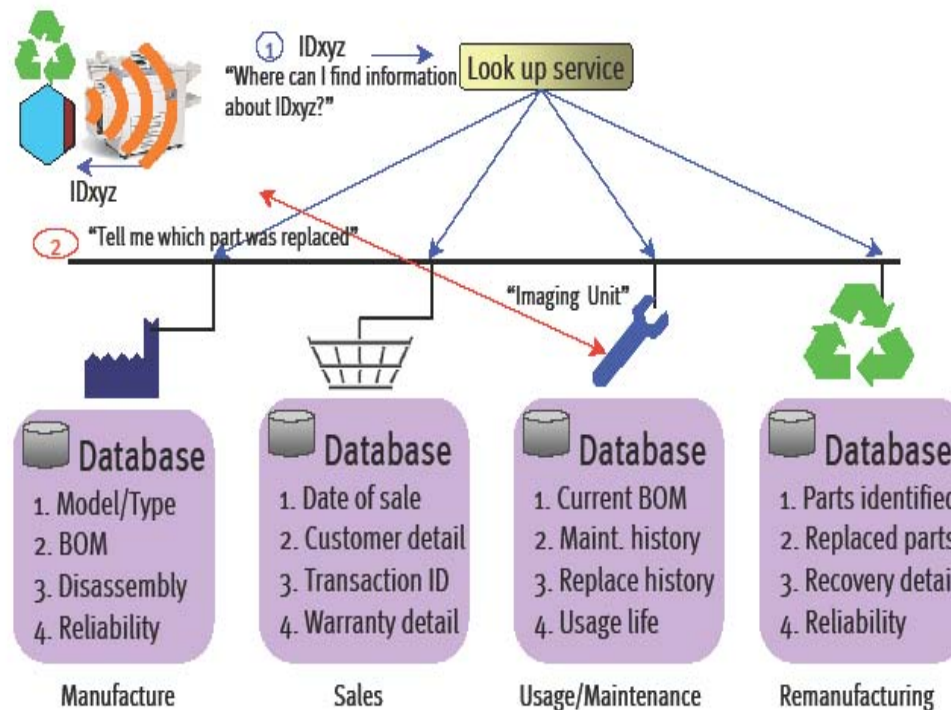 1 IDxyz
"Where can I find information
about IDxyz?"
Look up service
IDxyz
2 "Tell me which part was replaced"
"Imaging Unit"
Database
1. Model/Type
2. BOM
3. Disassembly
4. Reliability
Manufacture
Database
1. Date of sale
2. Customer detail
3. Transaction ID
4. Warranty detail
Sales
Database
1. Current BOM
2. Maint. history
3. Replace history
4. Usage life
Usage/Maintenance
Database
1. Parts identified
2. Replaced parts
3. Recovery detail
4. Reliability
Remanufacturing